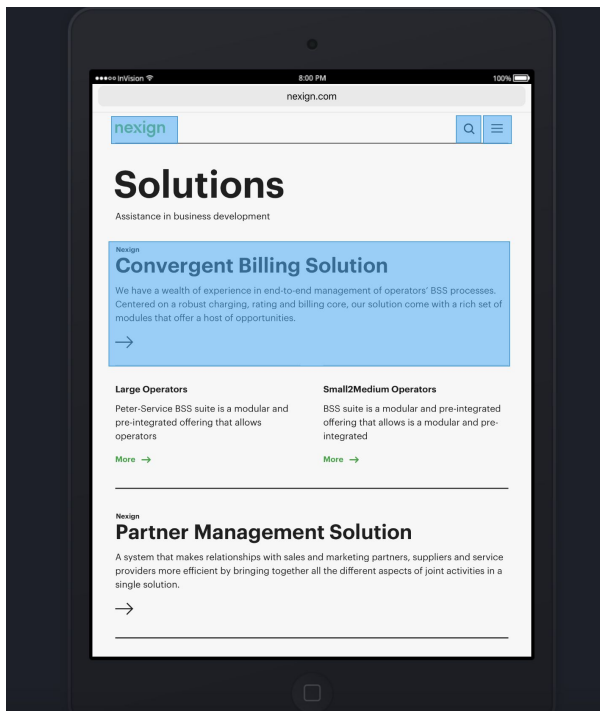 InVision
8:00 PM
100%
nexign.com
nexign
Solutions
Assistance in business development
Nexign
Convergent Billing Solution
We have a wealth of experience in end-to-end management of operators' BSS processes.
Centered on a robust charging, rating and billing core, our solution come with a rich set of
modules that offer a host of opportunities.
Large Operators
Peter-Service BSS suite is a modular and
pre-integrated offering that allows
operators
More
Small2Medium Operators
BSS suite is a modular and pre-integrated
offering that allows is a modular and pre-
integrated
More
Nexign
Partner Management Solution
A system that makes relationships with sales and marketing partners, suppliers and service
providers more efficient by bringing together all the different aspects of joint activities in a
single solution.